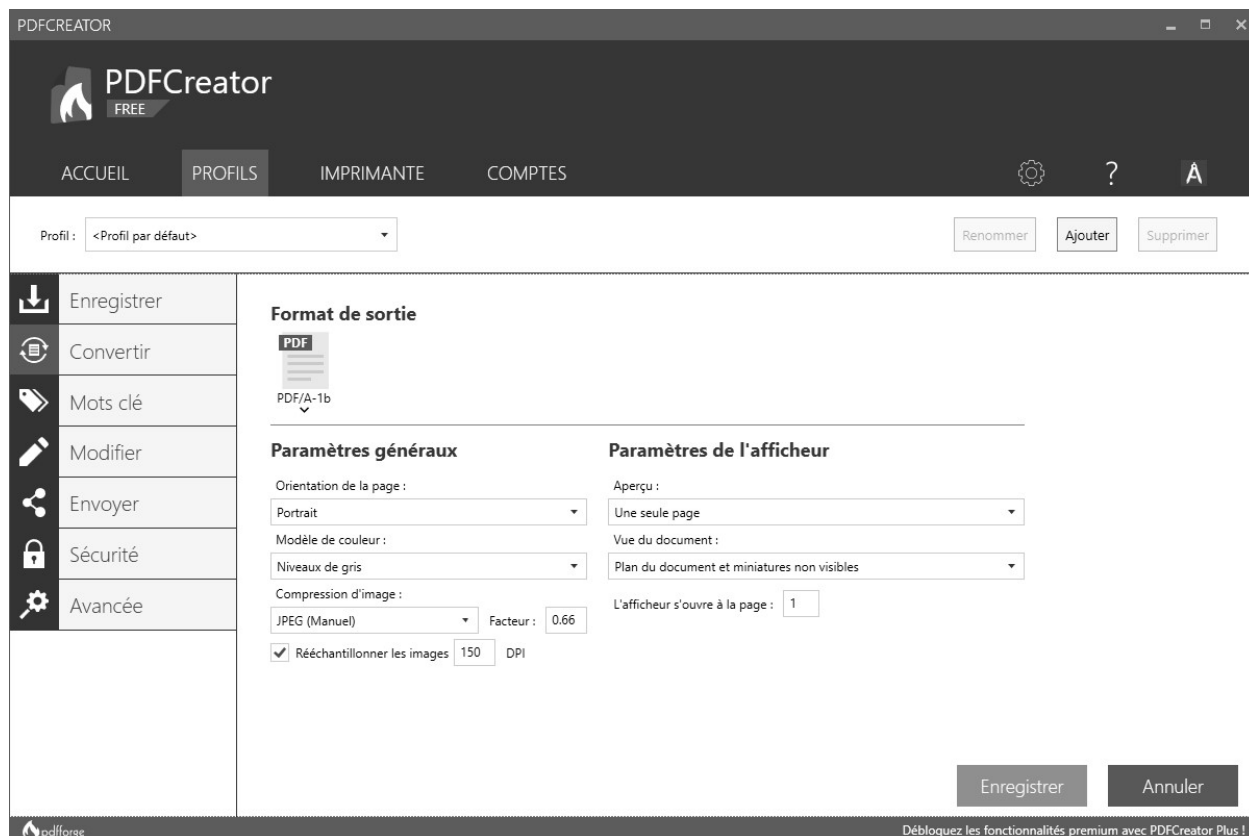 PDFCREATOR
PDFCreator
FREE
ACCUEIL PROFILS IMPRIMANTE COMPTES ?
Profil : <Profil par défaut> Renommer Ajouter Supprimer
Enregistrer
Convertir
Mots clé
Modifier
Envoyer
Sécurité
Avancée
Format de sortie
PDF
PDF/A-1b
Paramètres généraux
Orientation de la page :
Portrait
Modèle de couleur :
Niveaux de gris
Compression d'image :
JPEG (Manuel) Facteur : 0.66
Rééchantillonner les images 150 DPI
Paramètres de l'afficheur
Aperçu :
Une seule page
Vue du document :
Plan du document et miniatures non visibles
L'afficheur s'ouvre à la page : 1
Enregistrer Annuler
pdfforge Débloquez les fonctionnalités premium avec PDFCreator Plus !